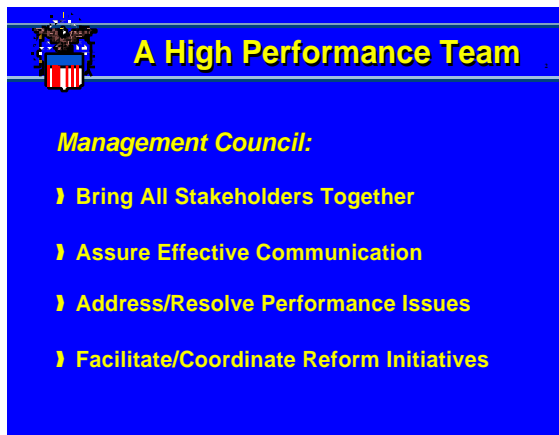 A High Performance Team
Management Council:
Bring All Stakeholders Together
Assure Effective Communication
Address/Resolve Performance Issues
Facilitate/Coordinate Reform Initiatives